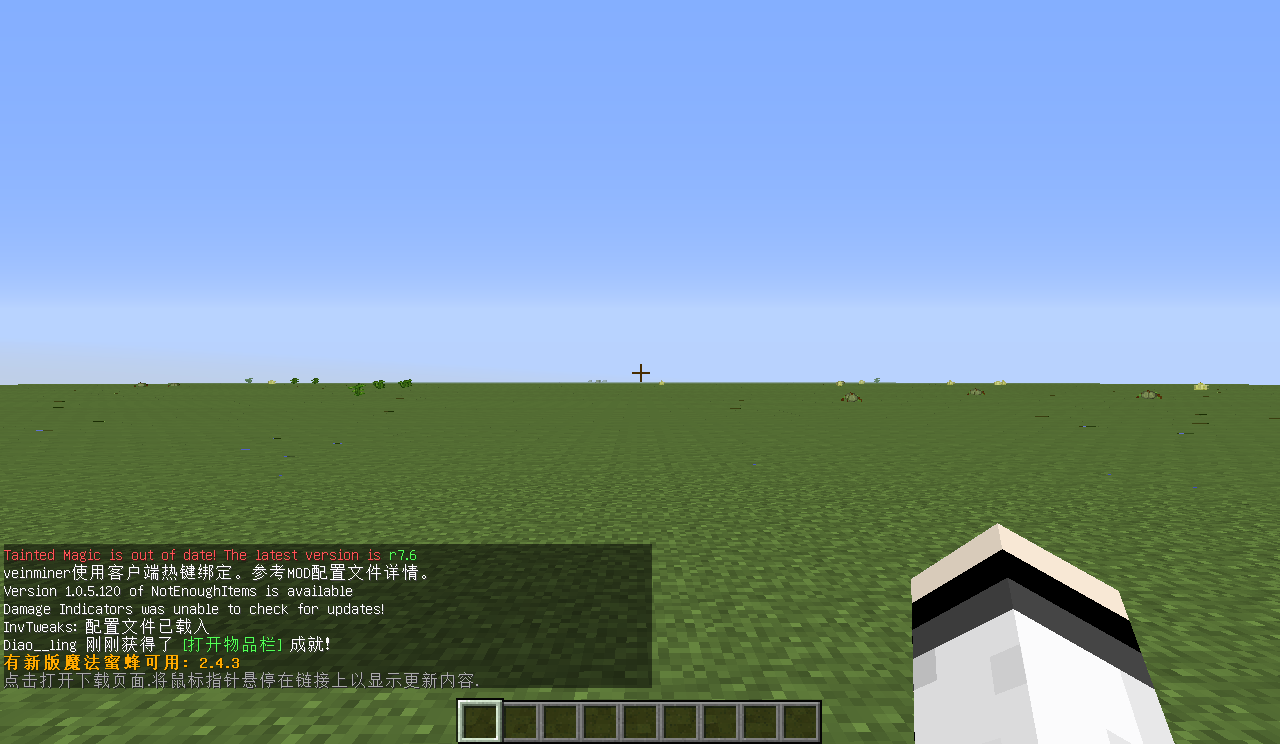 Tainted Magic is out of date! The latest version is r7.6
veinminer使用客户端热键绑定。参考MOD配置文件详情。
Version 1.0.5.120 of NotEnoughItems is available
Damage Indicators was unable to check for updates!
InvTweaks: 配置文件已载入
Diao__ling 刚刚获得了 [打开物品栏] 成就!
有新版魔法蜜蜂可用: 2.4.3
点击打开下载页面.将鼠标指针悬停在链接上以显示更新内容.